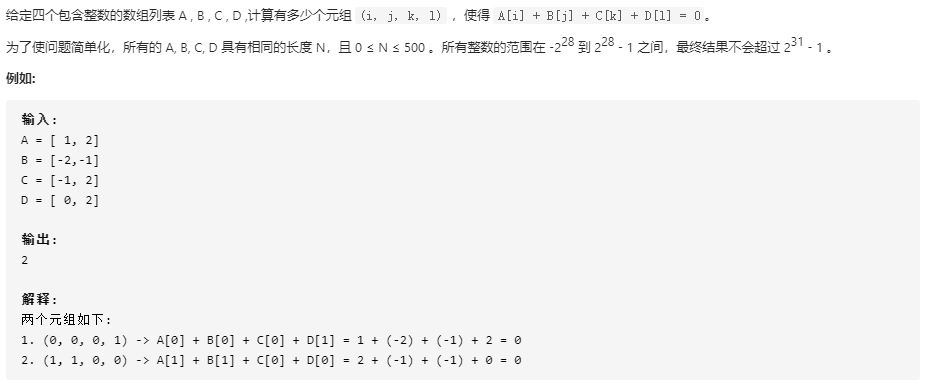 给定四个包含整数的数组列表 A , B , C , D ,计算有多少个元组 (i, j, k, l) ，使得 A[i] + B[j] + C[k] + D[l] = 0。
为了使问题简单化，所有的 A, B, C, D 具有相同的长度 N，且 0 ≤ N ≤ 500 。所有整数的范围在 -2²⁸ 到 2²⁸ - 1 之间，最终结果不会超过 2³¹ - 1 。
例如:
输入:
A = [ 1, 2]
B = [-2,-1]
C = [-1, 2]
D = [ 0, 2]
输出:
2
解释:
两个元组如下:
1. (0, 0, 0, 1) -> A[0] + B[0] + C[0] + D[1] = 1 + (-2) + (-1) + 2 = 0
2. (1, 1, 0, 0) -> A[1] + B[1] + C[0] + D[0] = 2 + (-1) + (-1) + 0 = 0